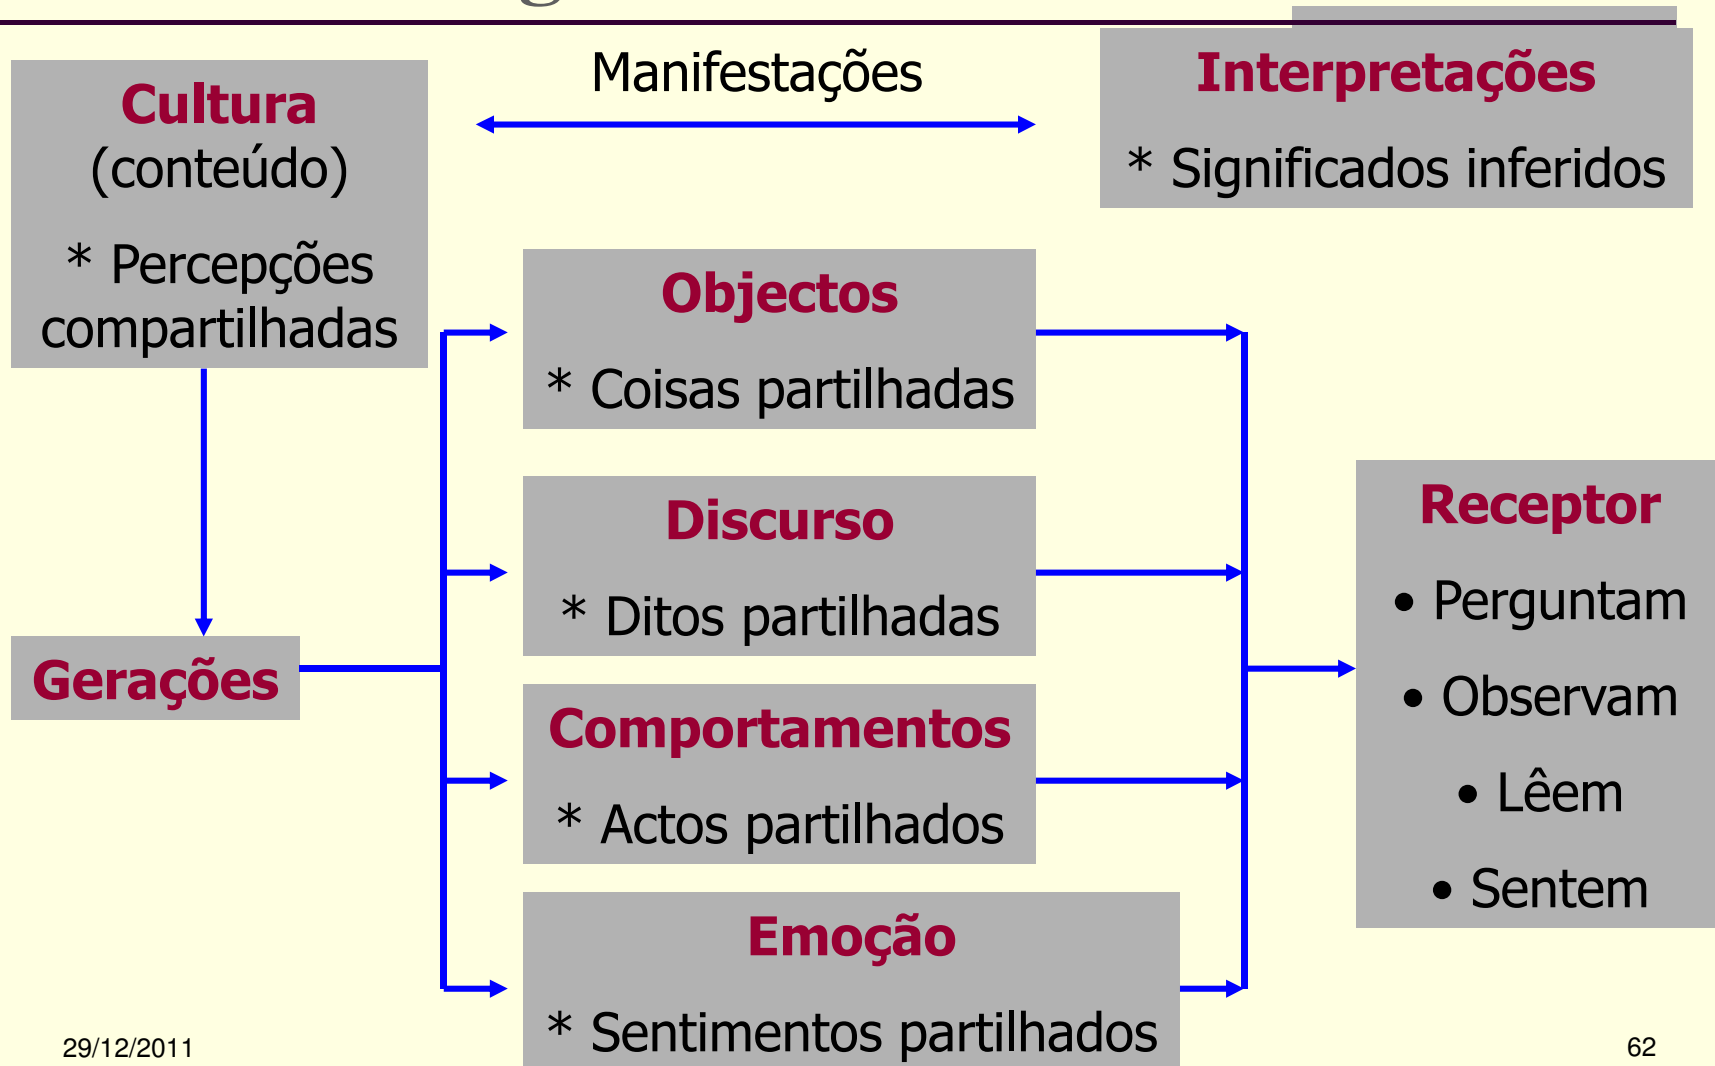 Cultura
(conteúdo)
* Percepções
compartilhadas
Manifestações
Interpretações
* Significados inferidos
Objectos
* Coisas partilhadas
Discurso
* Ditos partilhadas
Gerações
Comportamentos
* Actos partilhados
Emoção
* Sentimentos partilhados
Receptor
• Perguntam
• Observam
• Lêem
• Sentem
29/12/2011
62